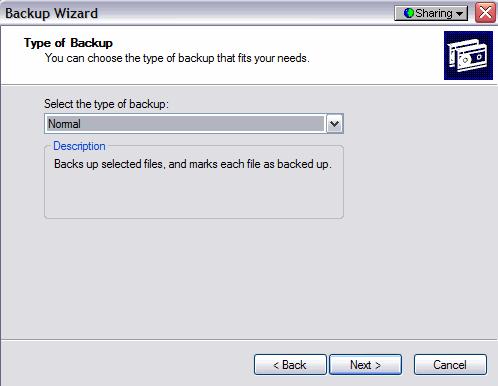 Backup Wizard
Sharing
Type of Backup
You can choose the type of backup that fits your needs.
Select the type of backup:
Normal
Description
Backs up selected files, and marks each file as backed up.
< Back
Next >
Cancel